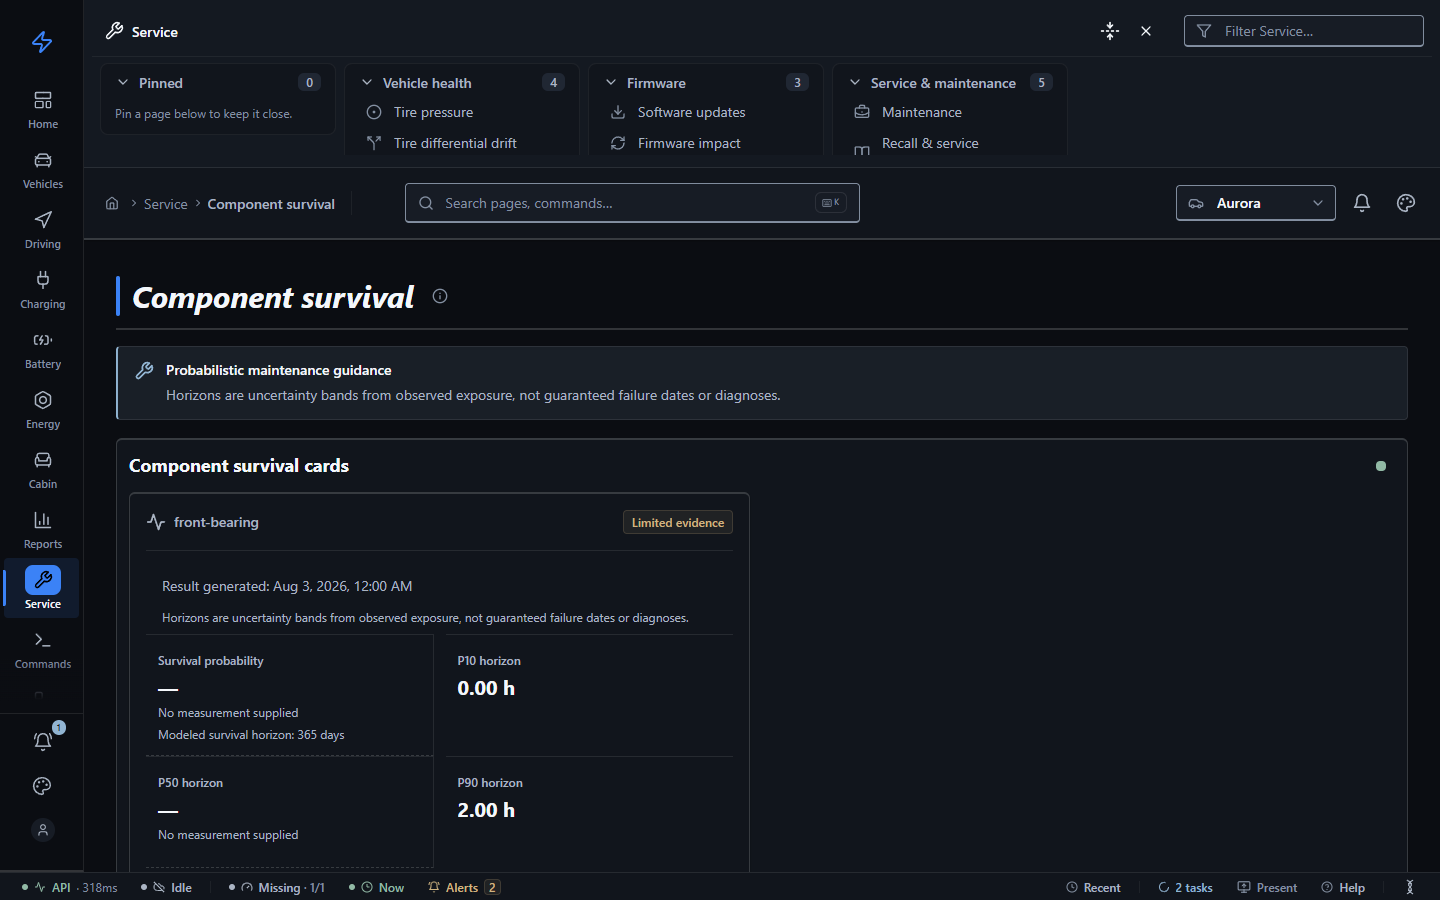 Service
Filter Service...
Pinned 0
Pin a page below to keep it close.
Vehicle health 4
Tire pressure
Tire differential drift
Firmware 3
Software updates
Firmware impact
Service & maintenance 5
Maintenance
Recall & service
Home
Vehicles
Driving
Charging
Battery
Energy
Cabin
Reports
Service
Commands
1
Service
Component survival
Search pages, commands...
K
Aurora
Component survival
Probabilistic maintenance guidance
Horizons are uncertainty bands from observed exposure, not guaranteed failure dates or diagnoses.
Component survival cards
front-bearing
Limited evidence
Result generated: Aug 3, 2026, 12:00 AM
Horizons are uncertainty bands from observed exposure, not guaranteed failure dates or diagnoses.
Survival probability
—
No measurement supplied
Modeled survival horizon: 365 days
P10 horizon
0.00 h
P50 horizon
—
No measurement supplied
P90 horizon
2.00 h
API · 318ms
Idle
Missing · 1/1
Now
Alerts 2
Recent
2 tasks
Present
Help